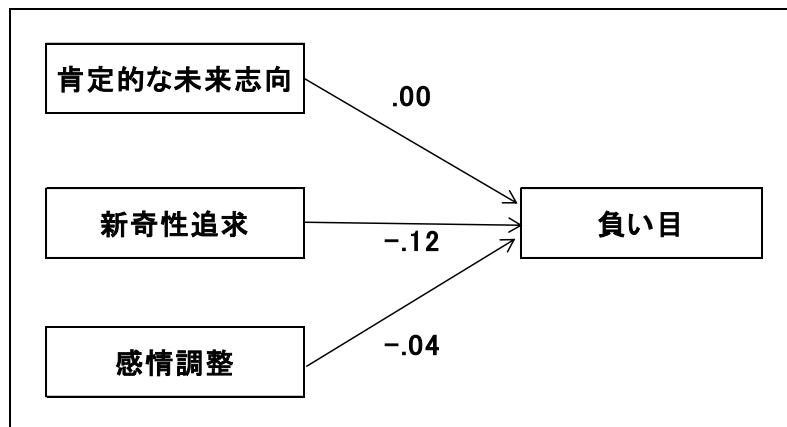 肯定的な未来志向
.00
新奇性追求
負い目
-.12
感情調整
-.04